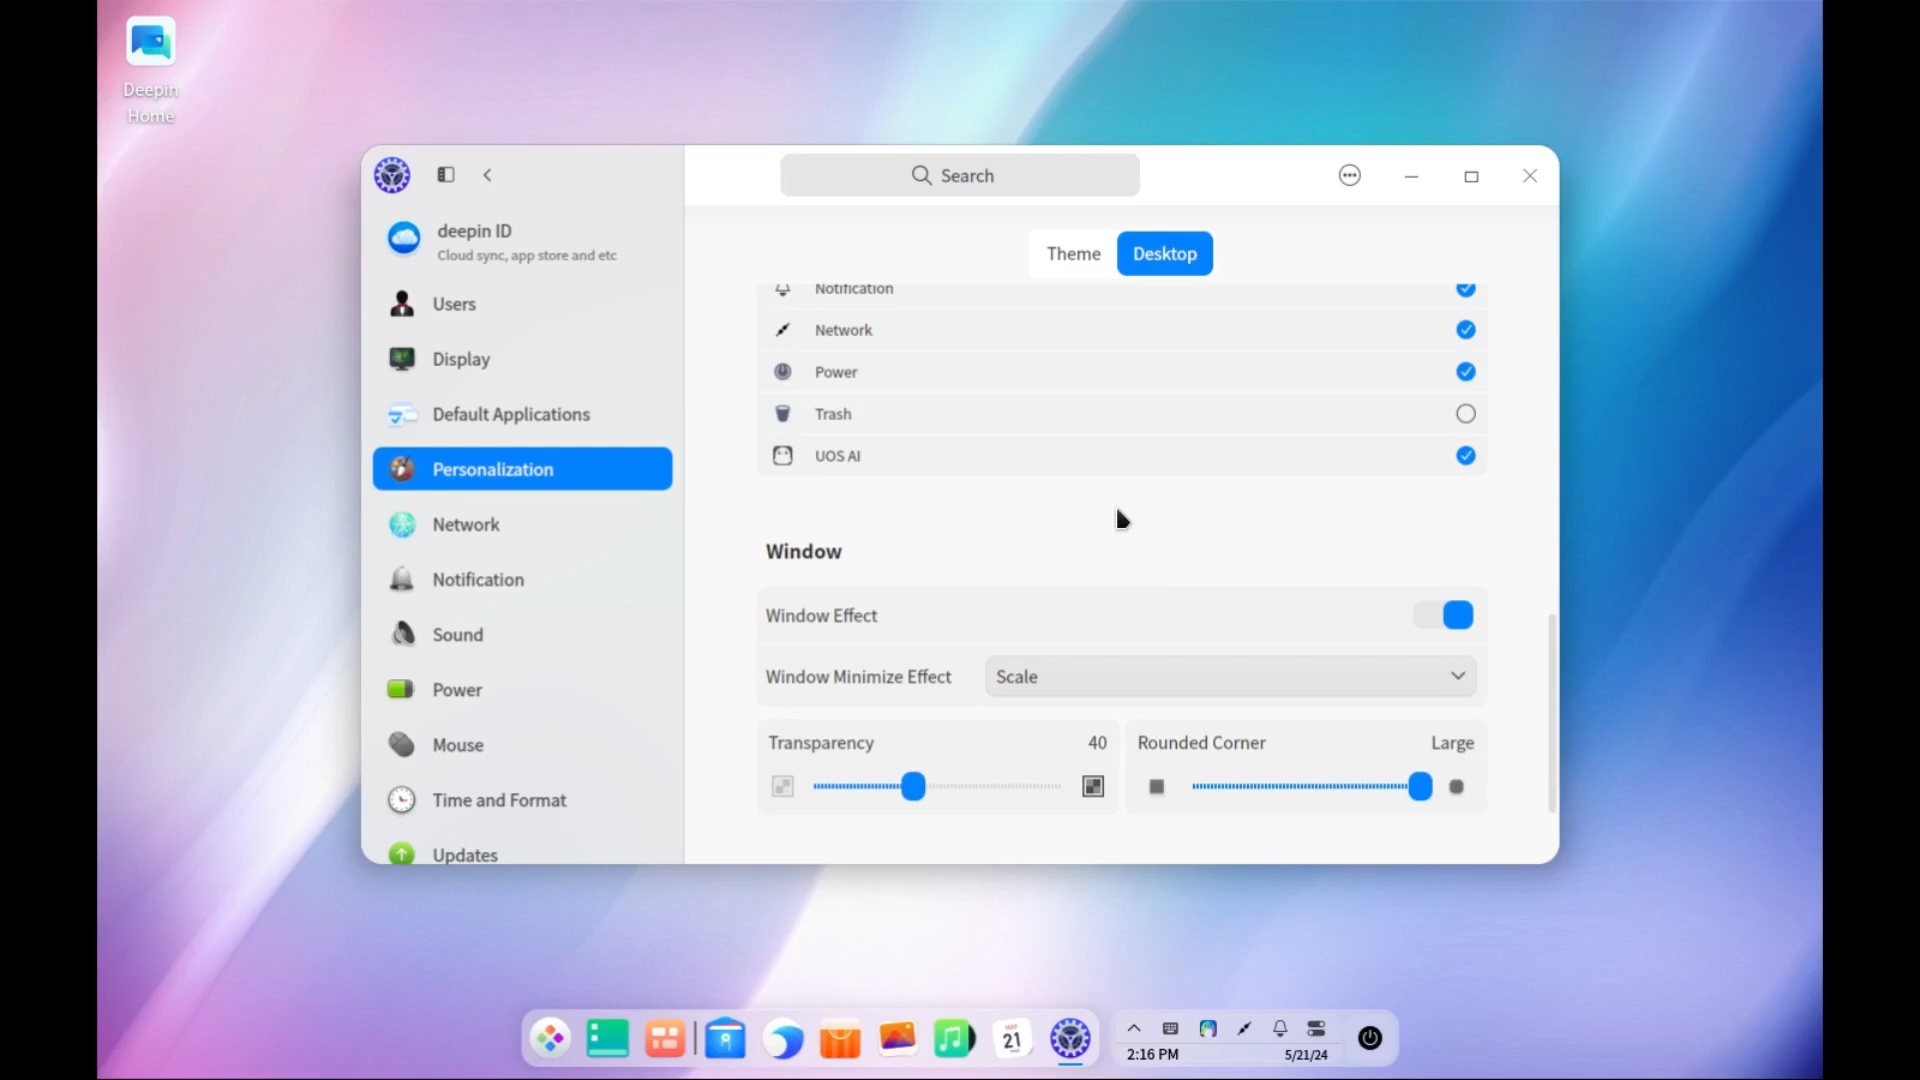 Deepin
Home
Search
deepin ID
Cloud sync, app store and etc
Users
Display
Default Applications
Personalization
Network
Notification
Sound
Power
Mouse
Time and Format
Updates
Theme
Desktop
Notification
Network
Power
Trash
UOS AI
Window
Window Effect
Window Minimize Effect
Scale
Transparency
40
Rounded Corner
Large
MAY
21
2:16 PM
5/21/24